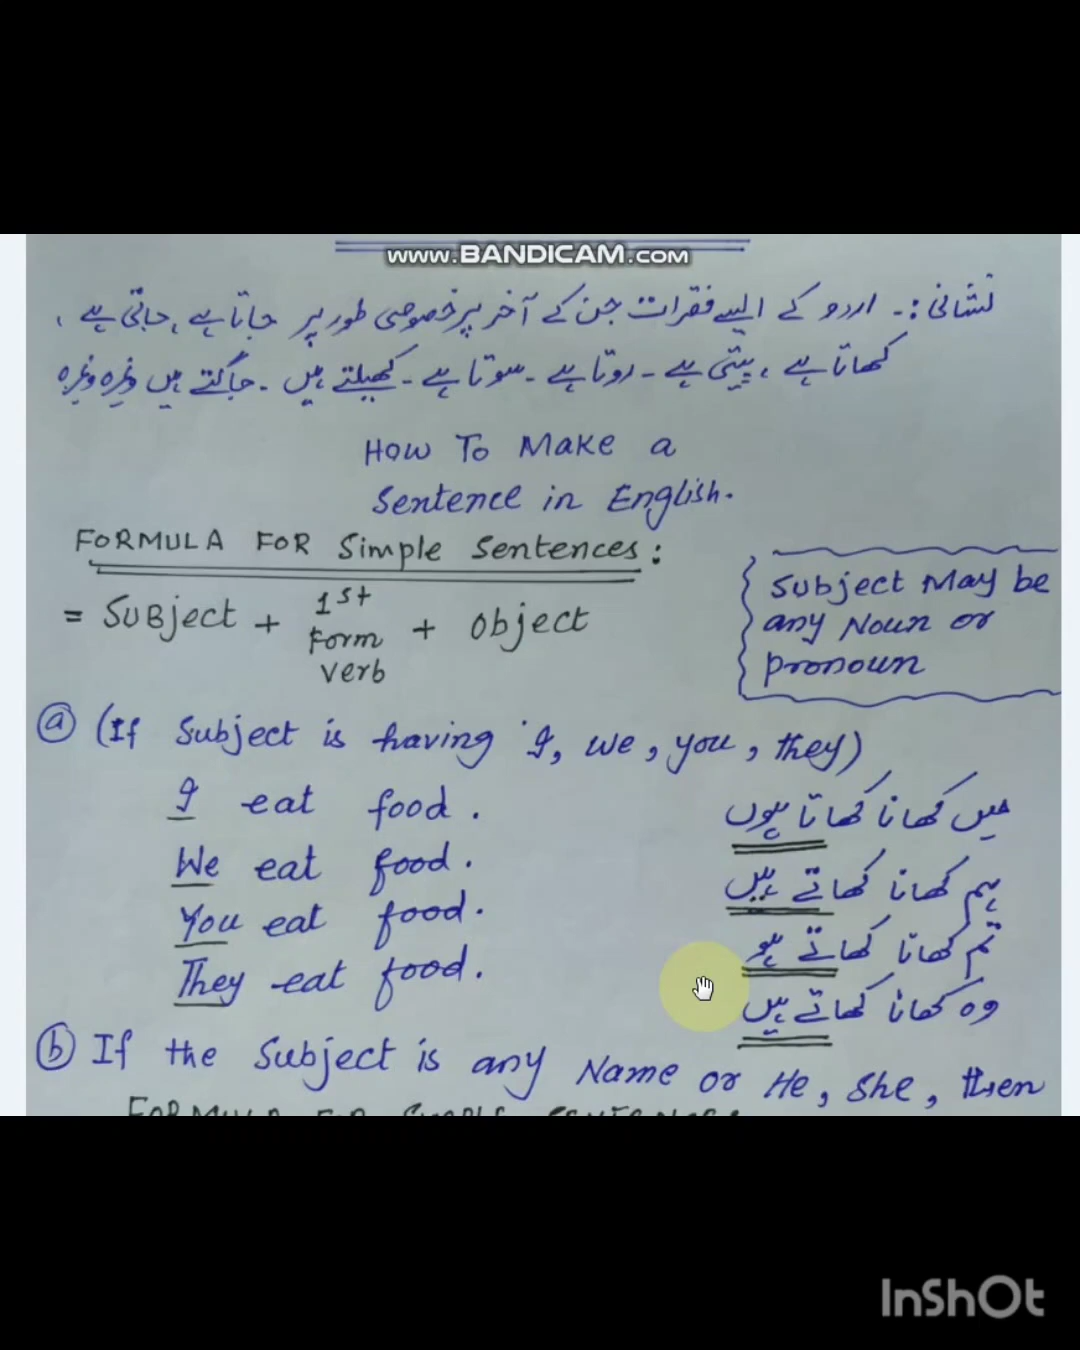 www.BANDICAM.com
نشانی :۔ اردو کے ایسے فقرات جن کے آخر پر خصوصی طور پر جاتا ہے ، جاتی ہے ،
کھاتا ہے ، پیتی ہے ۔ روتا ہے ۔ سوتا ہے ۔ کھیلتے ہیں ۔ جاگتے ہیں وغیرہ وغیرہ
How To Make a
Sentence in English.
FORMULA FOR Simple Sentences :
= Subject + 1st Form Verb + Object
Subject May be
any Noun or
pronoun
(a) (If Subject is having I, we, you, they)
I eat food. میں کھانا کھاتا ہوں
We eat food. ہم کھانا کھاتے ہیں
You eat food. تم کھانا کھاتے ہو
They eat food. وہ کھانا کھاتے ہیں
(b) If the Subject is any Name or He, She, then
FORMULA FOR SIMPLE SENTENCES
InShOt